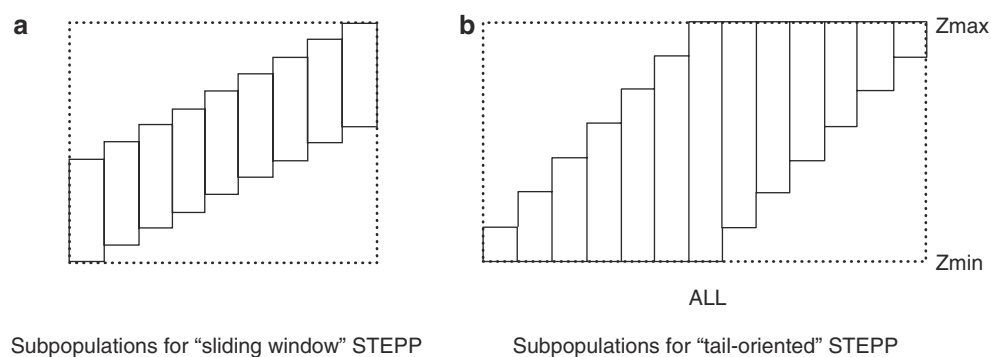 a
b
Zmax
Zmin
ALL
Subpopulations for “sliding window” STEPP
Subpopulations for “tail-oriented” STEPP